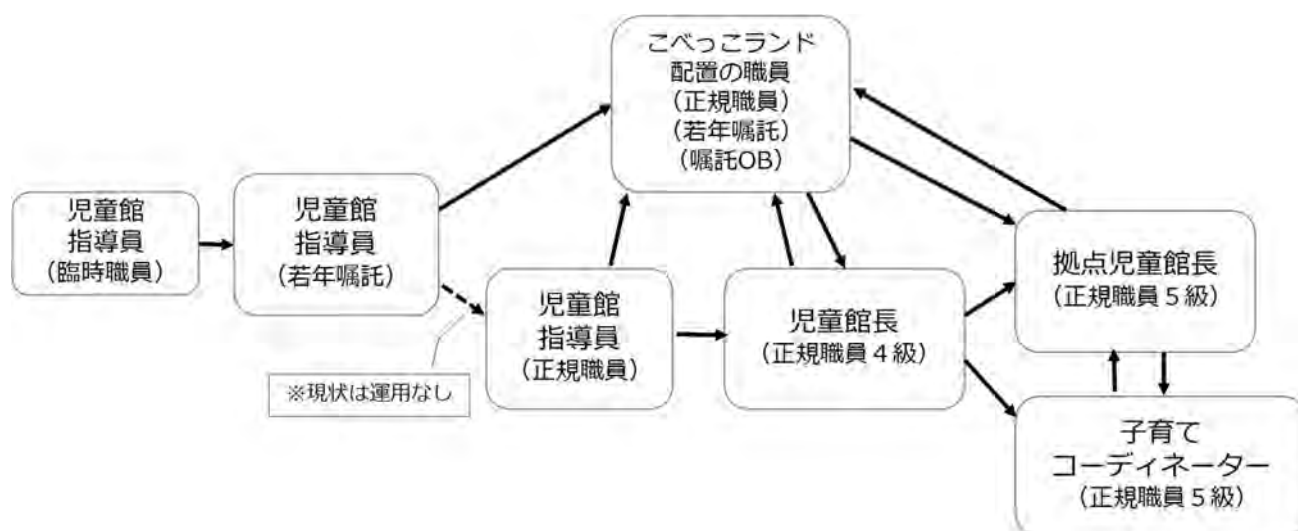 こべっこランド
配置の職員
（正規職員）
（若年嘱託）
（嘱託OB）
児童館
指導員
（臨時職員）
児童館
指導員
（若年嘱託）
※現状は運用なし
児童館
指導員
（正規職員）
児童館長
（正規職員４級）
拠点児童館長
（正規職員５級）
子育て
コーディネーター
（正規職員５級）